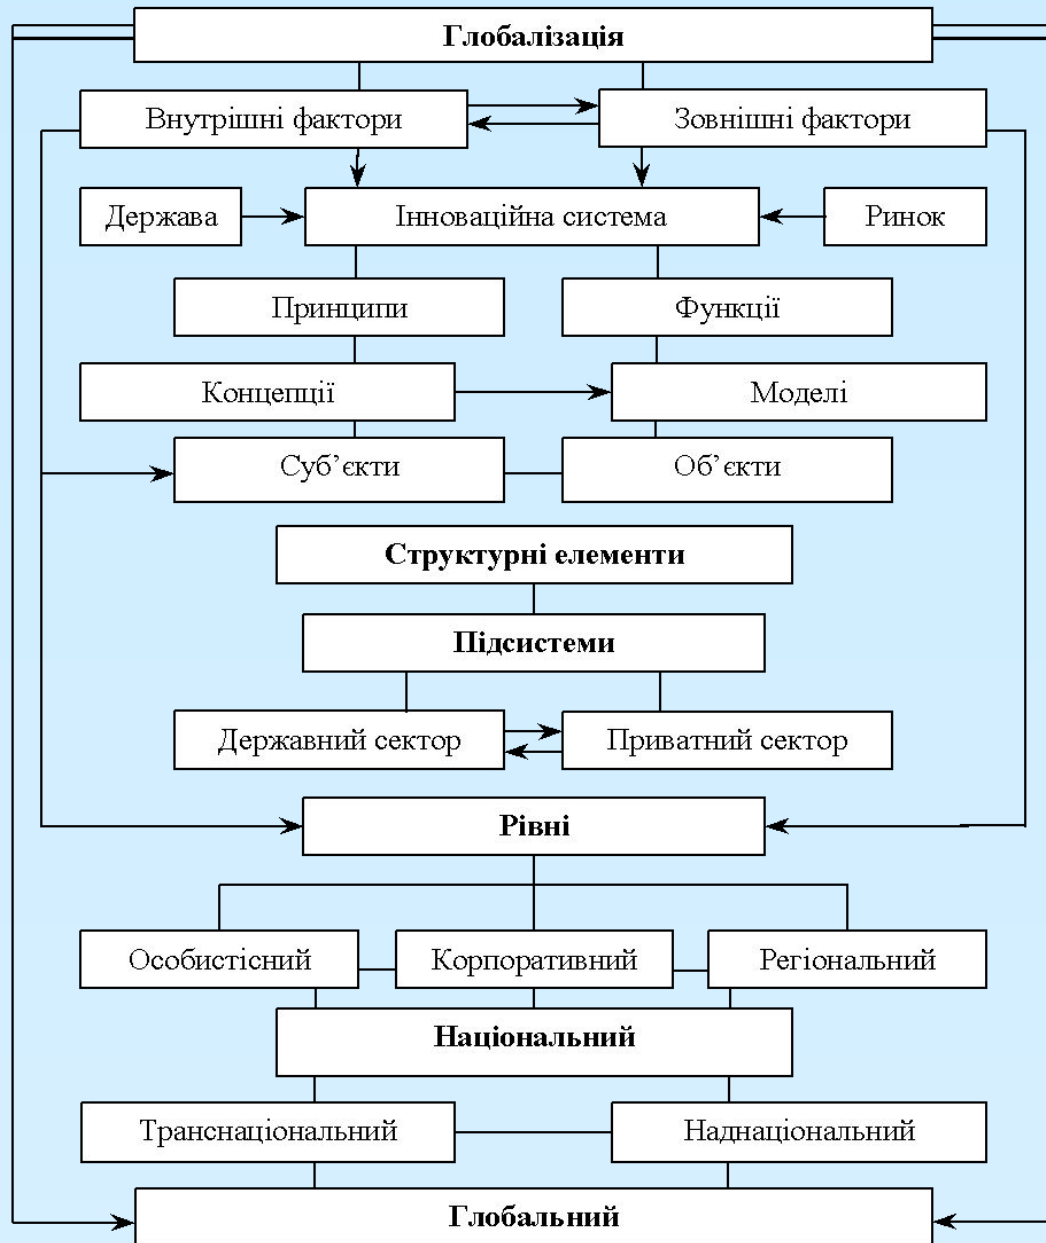 Глобалізація
Внутрішні фактори
Зовнішні фактори
Держава
Інноваційна система
Ринок
Принципи
Функції
Концепції
Моделі
Суб’єкти
Об’єкти
Структурні елементи
Підсистеми
Державний сектор
Приватний сектор
Рівні
Особистісний
Корпоративний
Регіональний
Національний
Транснаціональний
Наднаціональний
Глобальний